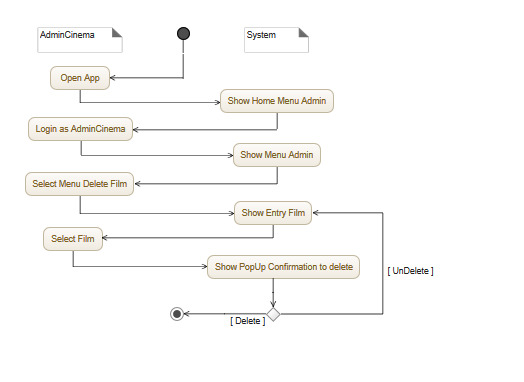 AdminCinema
System
Open App
Show Home Menu Admin
Login as AdminCinema
Show Menu Admin
Select Menu Delete Film
Show Entry Film
Select Film
Show PopUp Confirmation to delete
[ UnDelete ]
[ Delete ]